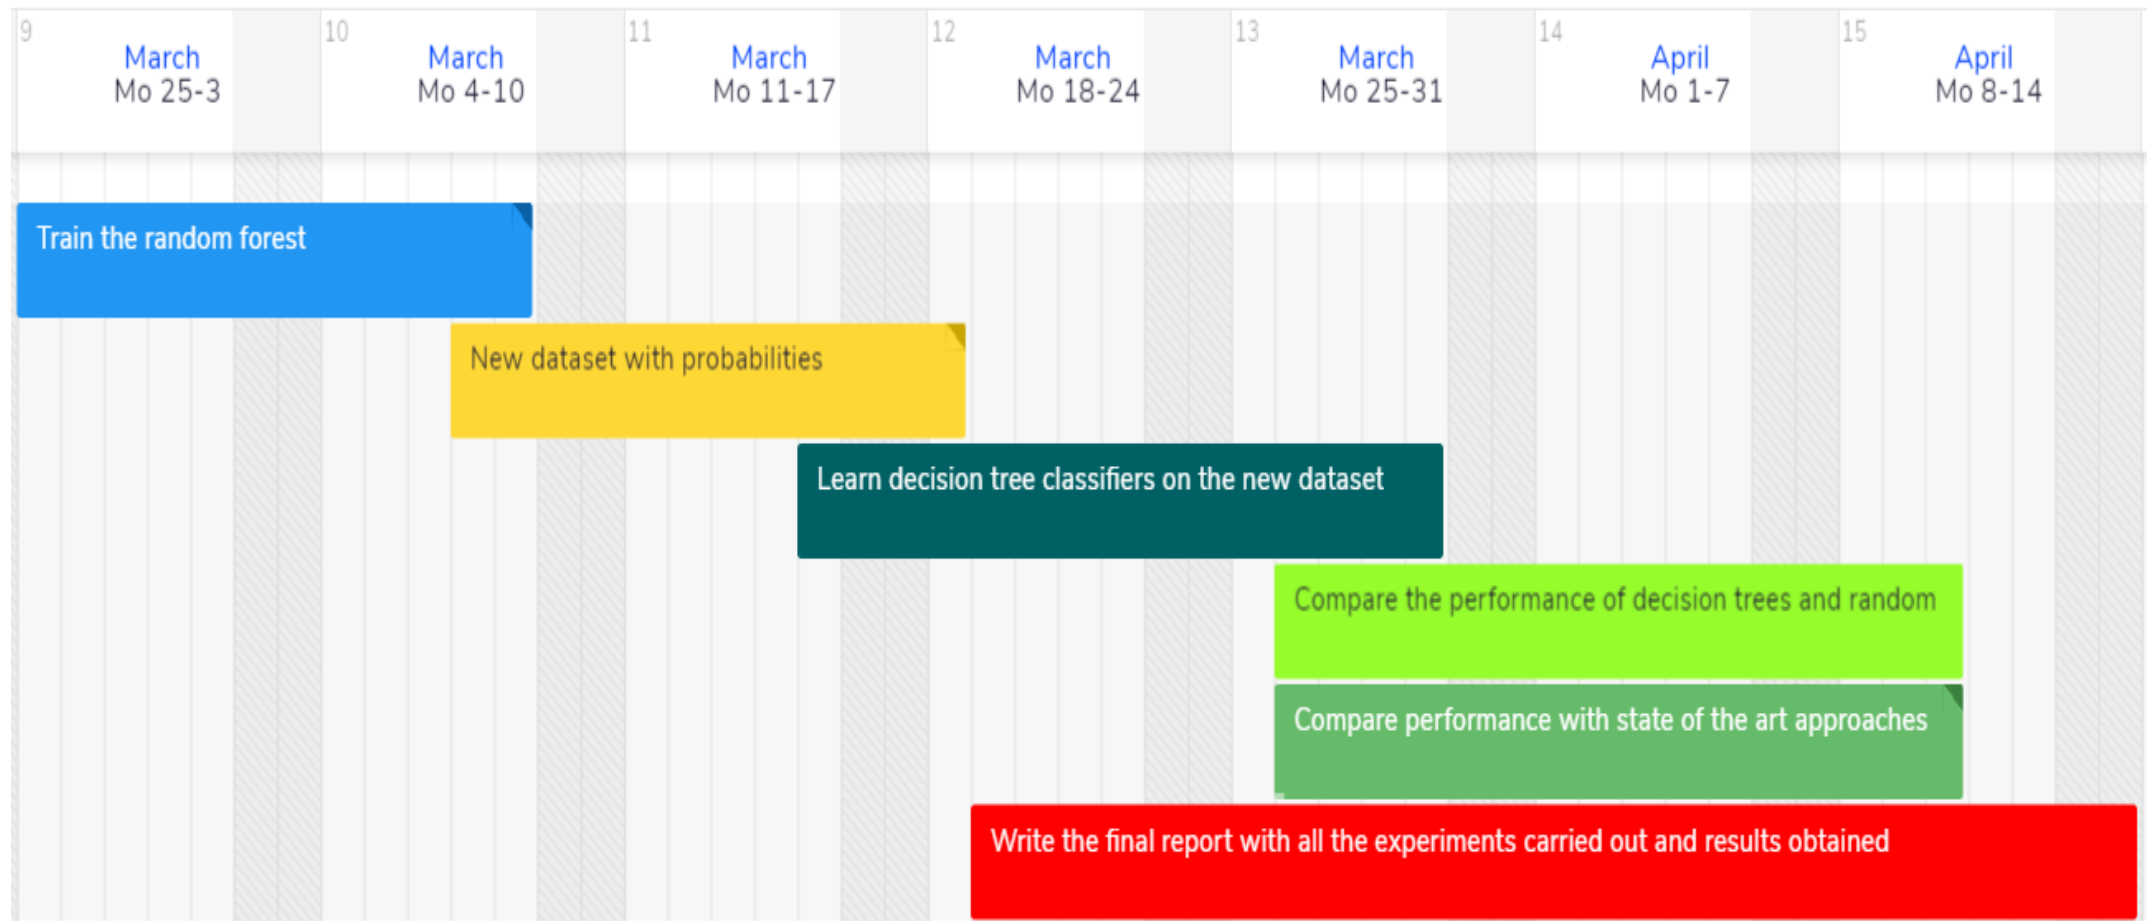 9
March
Mo 25-3
10
March
Mo 4-10
11
March
Mo 11-17
12
March
Mo 18-24
13
March
Mo 25-31
14
April
Mo 1-7
15
April
Mo 8-14
Train the random forest
New dataset with probabilities
Learn decision tree classifiers on the new dataset
Compare the performance of decision trees and random
Compare performance with state of the art approaches
Write the final report with all the experiments carried out and results obtained